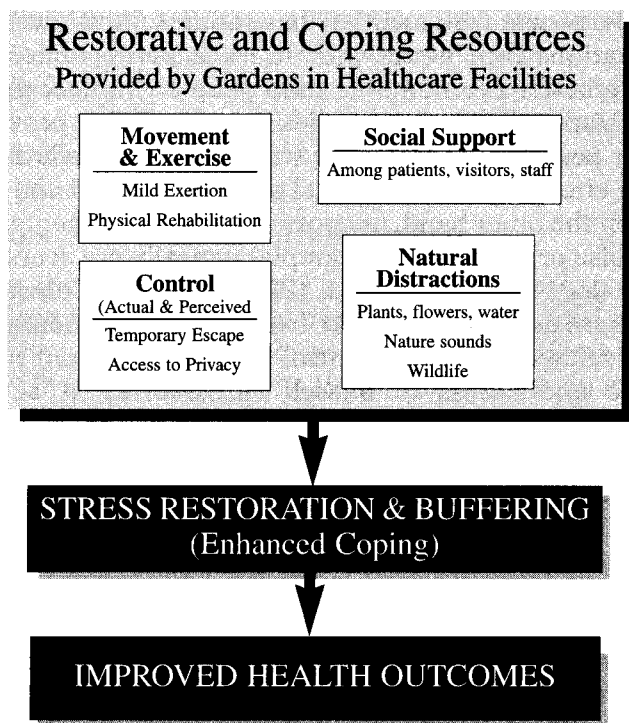 Restorative and Coping Resources
Provided by Gardens in Healthcare Facilities
Movement
& Exercise
Mild Exertion
Physical Rehabilitation
Social Support
Among patients, visitors, staff
Control
(Actual & Perceived
Temporary Escape
Access to Privacy
Natural
Distractions
Plants, flowers, water
Nature sounds
Wildlife
STRESS RESTORATION & BUFFERING
(Enhanced Coping)
IMPROVED HEALTH OUTCOMES